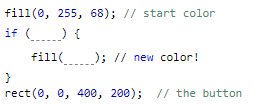 fill(0, 255, 68); // start color
if (_____) {
    fill(_____); // new color!
}
rect(0, 0, 400, 200);  // the button